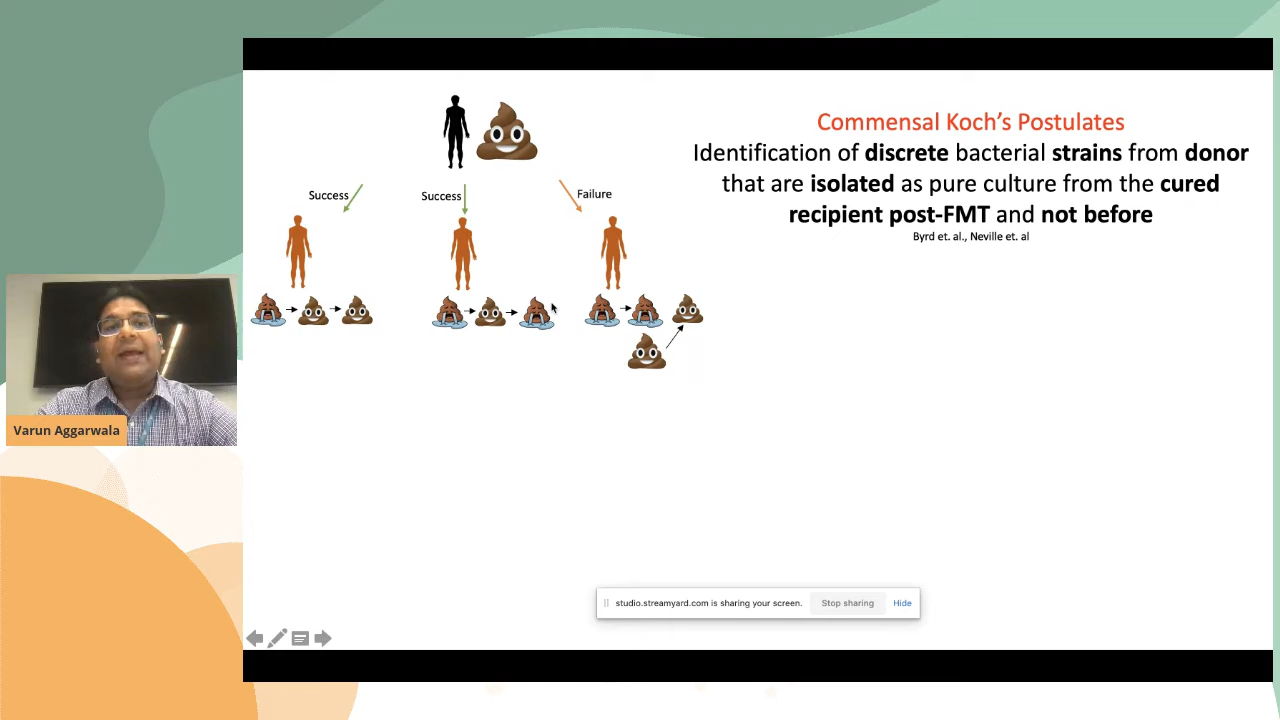 Commensal Koch's Postulates
Identification of discrete bacterial strains from donor
that are isolated as pure culture from the cured
recipient post-FMT and not before
Byrd et. al., Neville et. al
Success
Success
Failure
Varun Aggarwala
studio.streamyard.com is sharing your screen.
Stop sharing
Hide